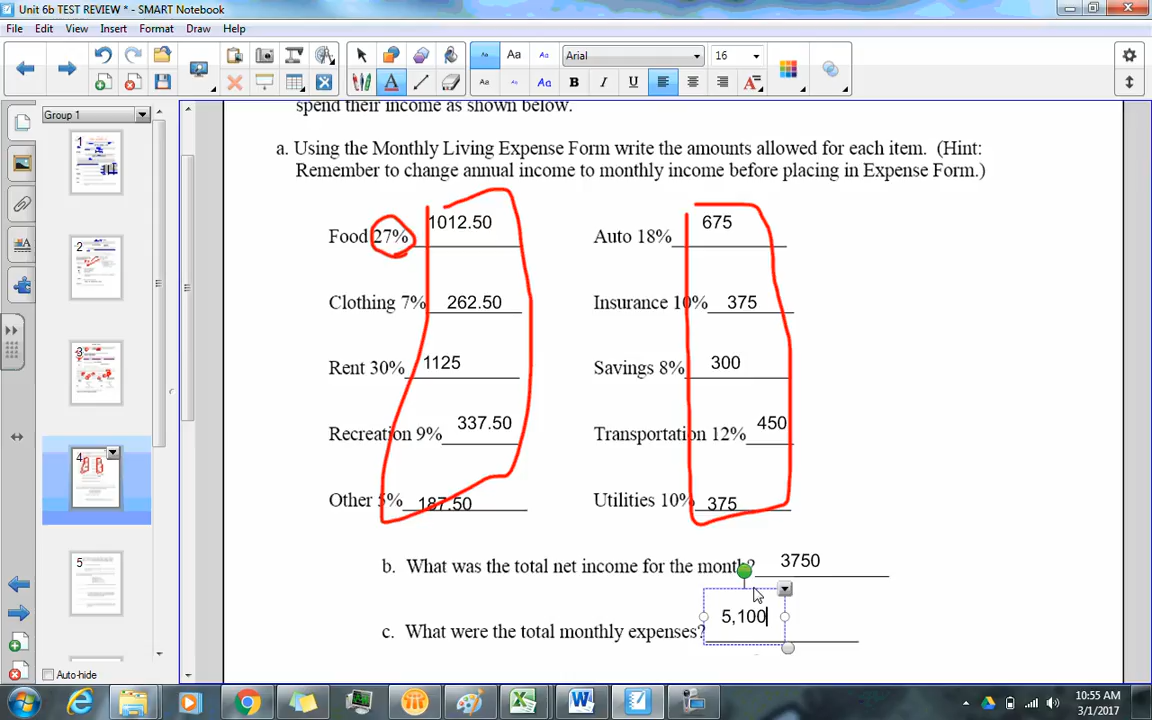 Unit 6b TEST REVIEW * - SMART Notebook
File Edit View Insert Format Draw Help
Arial 16
Group 1
1
2
3
4
5
Auto-hide
spend their income as shown below.
a. Using the Monthly Living Expense Form write the amounts allowed for each item. (Hint:
Remember to change annual income to monthly income before placing in Expense Form.)
Food 27% 1012.50 Auto 18% 675
Clothing 7% 262.50 Insurance 10% 375
Rent 30% 1125 Savings 8% 300
Recreation 9% 337.50 Transportation 12% 450
Other 5% 187.50 Utilities 10% 375
b. What was the total net income for the month? 3750
c. What were the total monthly expenses? 5,100
10:55 AM
3/1/2017